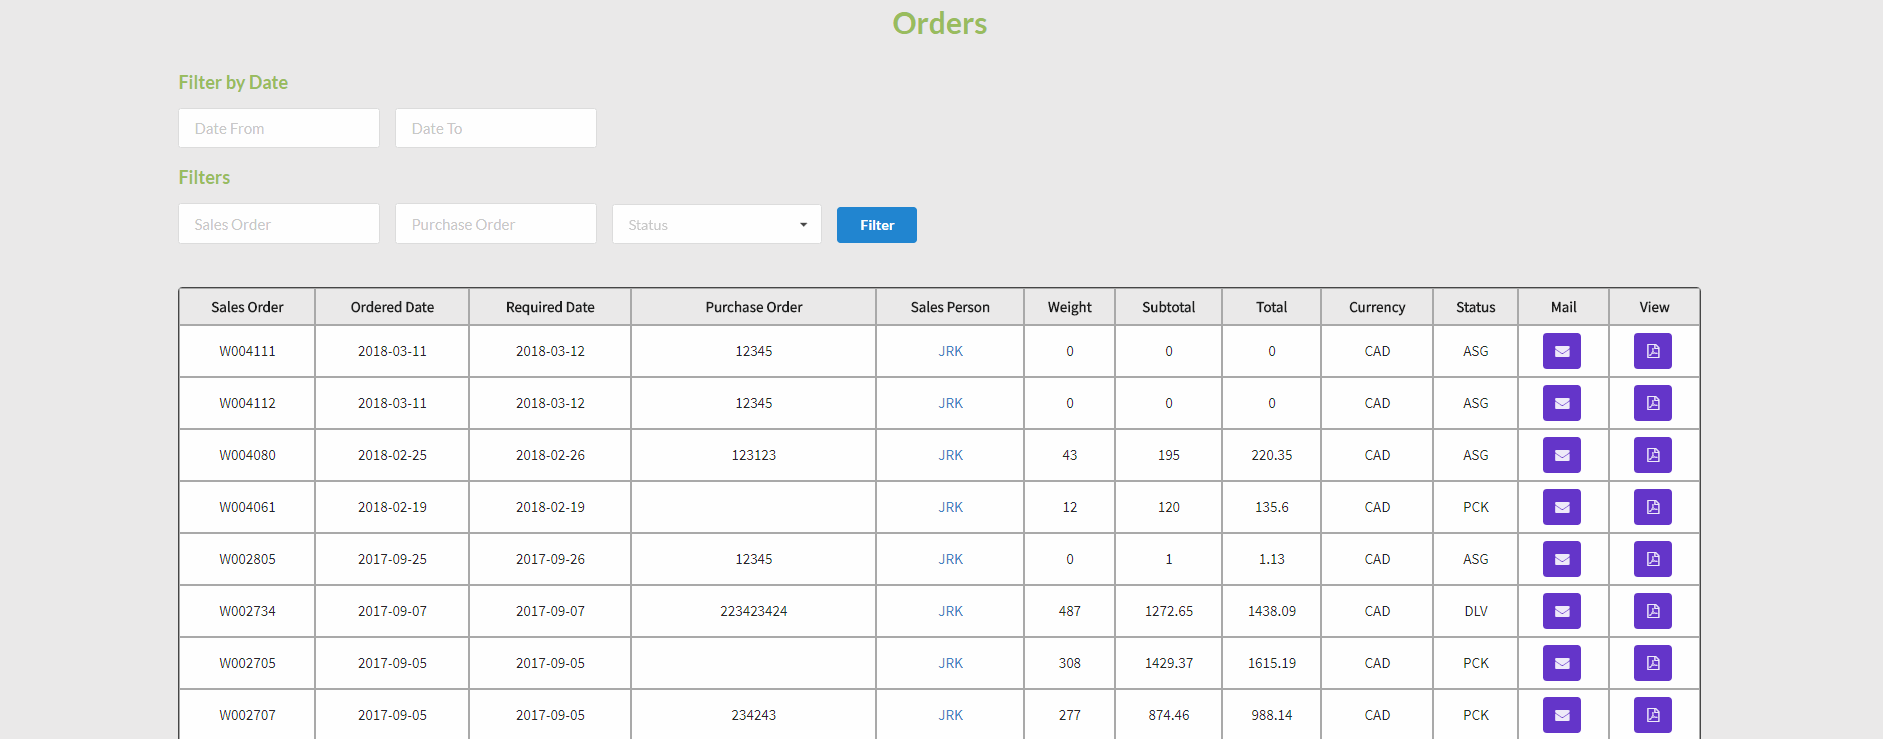 Orders
Filter by Date
Date From Date To
Filters
Sales Order Purchase Order Status Filter
Sales Order Ordered Date Required Date Purchase Order Sales Person Weight Subtotal Total Currency Status Mail View
W004111 2018-03-11 2018-03-12 12345 JRK 0 0 0 CAD ASG
W004112 2018-03-11 2018-03-12 12345 JRK 0 0 0 CAD ASG
W004080 2018-02-25 2018-02-26 123123 JRK 43 195 220.35 CAD ASG
W004061 2018-02-19 2018-02-19 JRK 12 120 135.6 CAD PCK
W002805 2017-09-25 2017-09-26 12345 JRK 0 1 1.13 CAD ASG
W002734 2017-09-07 2017-09-07 223423424 JRK 487 1272.65 1438.09 CAD DLV
W002705 2017-09-05 2017-09-05 JRK 308 1429.37 1615.19 CAD PCK
W002707 2017-09-05 2017-09-05 234243 JRK 277 874.46 988.14 CAD PCK